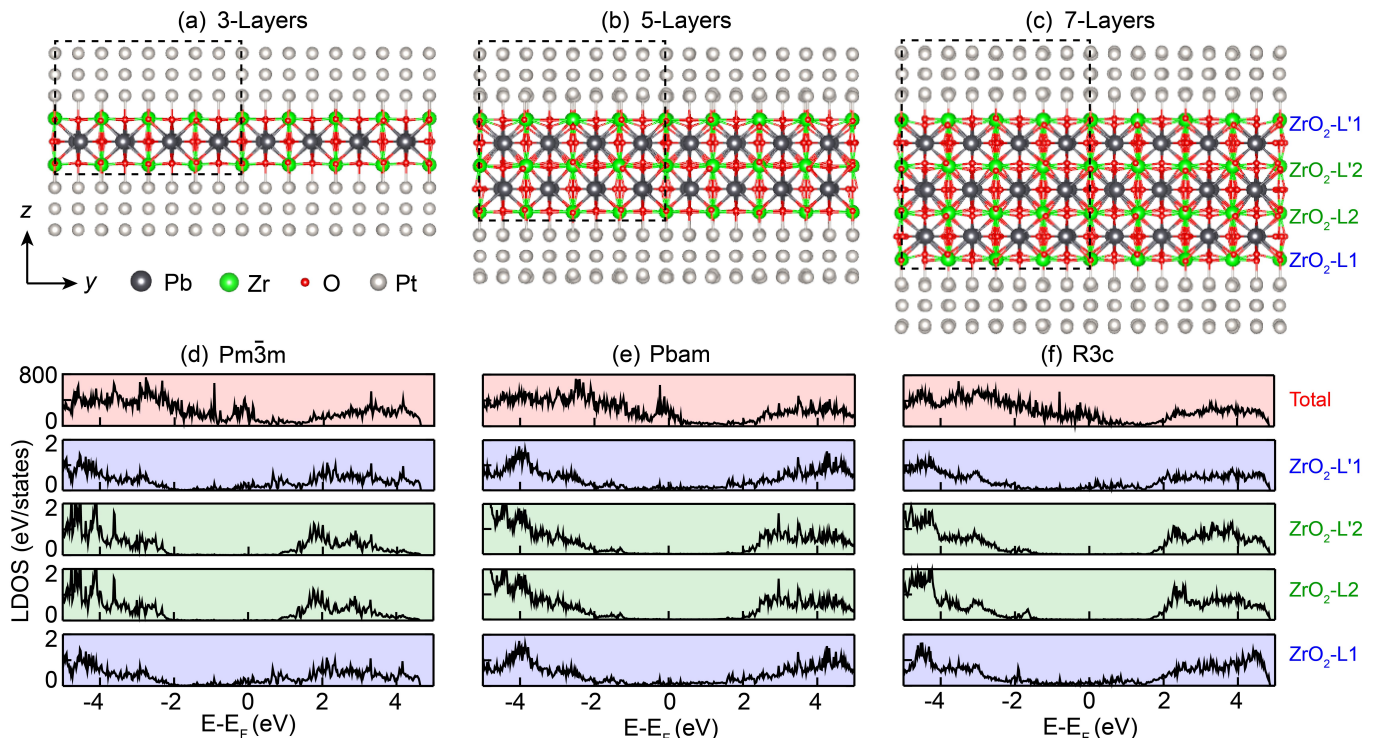 (a) 3-Layers
(b) 5-Layers
(c) 7-Layers
ZrO2-L'1
ZrO2-L'2
ZrO2-L2
ZrO2-L1
z
y
Pb
Zr
O
Pt
(d) Pm3̅m
(e) Pbam
(f) R3c
LDOS (eV/states)
800
0
Total
2
0
ZrO2-L'1
2
0
ZrO2-L'2
2
0
ZrO2-L2
2
0
ZrO2-L1
-4 -2 0 2 4
-4 -2 0 2 4
-4 -2 0 2 4
E-EF (eV)
E-EF (eV)
E-EF (eV)